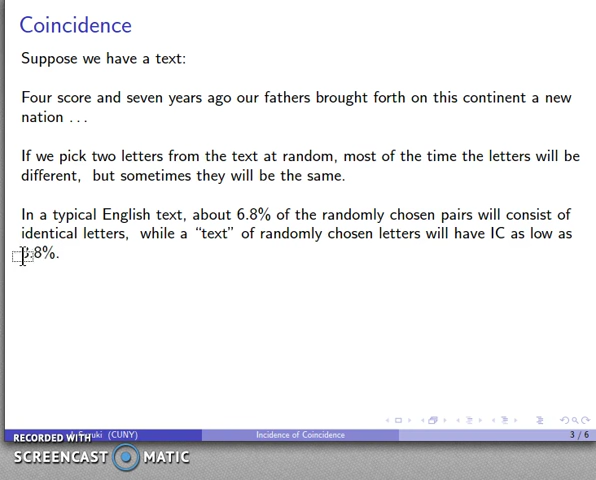 Coincidence
Suppose we have a text:
Four score and seven years ago our fathers brought forth on this continent a new
nation ...
If we pick two letters from the text at random, most of the time the letters will be
different, but sometimes they will be the same.
In a typical English text, about 6.8% of the randomly chosen pairs will consist of
identical letters, while a “text” of randomly chosen letters will have IC as low as
.8%.
(CUNY)
Incidence of Coincidence
3 / 6
RECORDED WITH
SCREENCAST MATIC